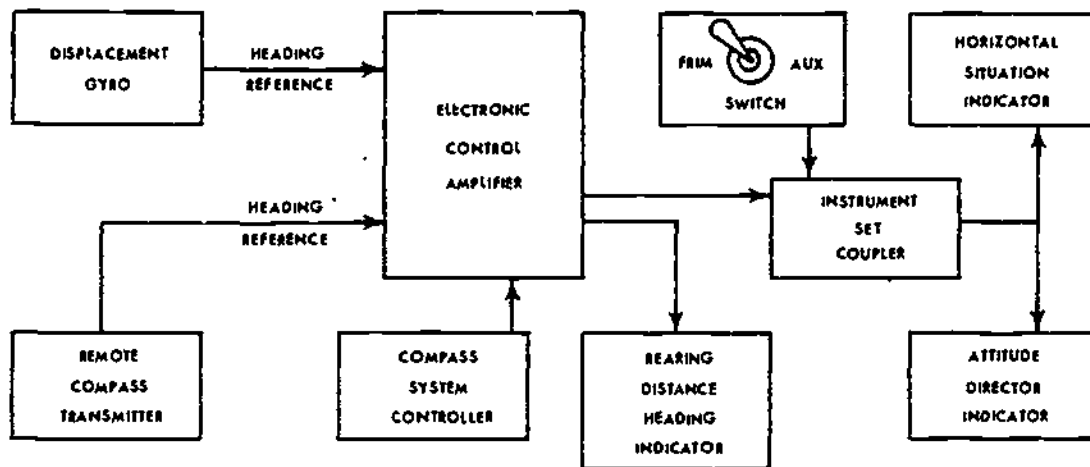 DISPLACEMENT
GYRO
HEADING
REFERENCE
ELECTRONIC
CONTROL
AMPLIFIER
PRIM
AUX
SWITCH
HORIZONTAL
SITUATION
INDICATOR
HEADING
REFERENCE
INSTRUMENT
SET
COUPLER
REMOTE
COMPASS
TRANSMITTER
COMPASS
SYSTEM
CONTROLLER
BEARING
DISTANCE
HEADING
INDICATOR
ATTITUDE
DIRECTOR
INDICATOR